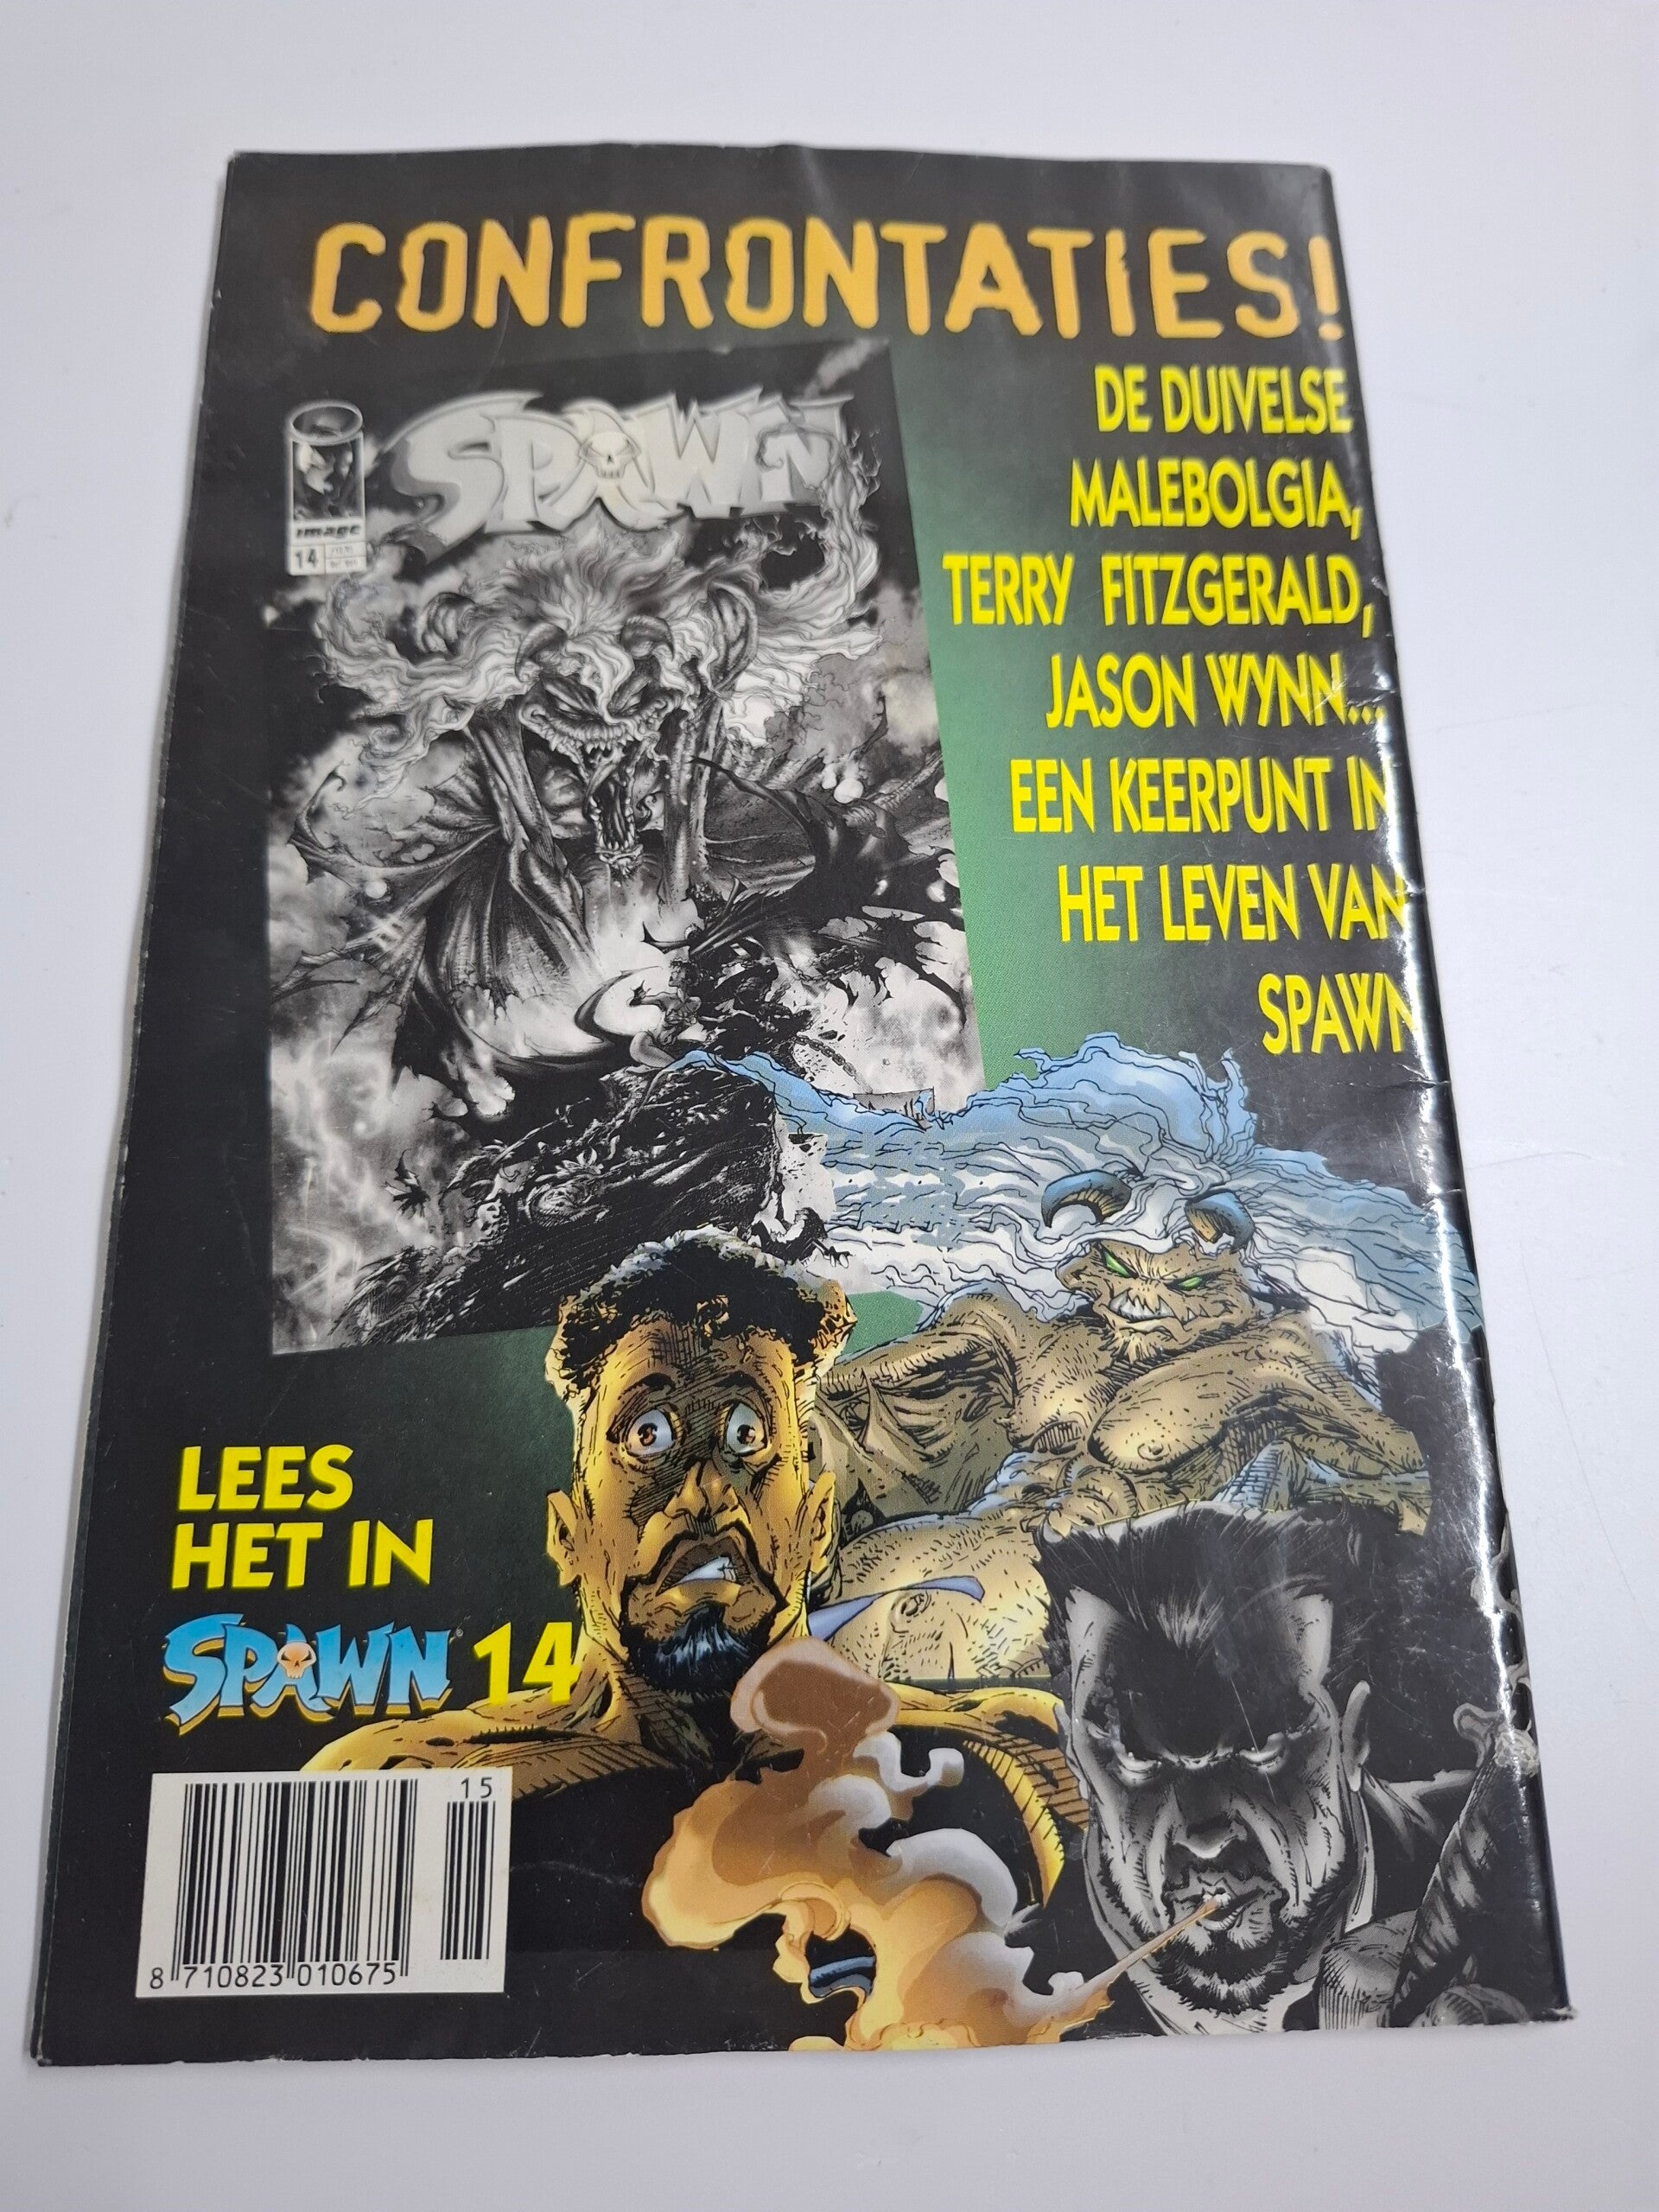 CONFRONTATIES!
SPAWN
image
14
DE DUIVELSE
MALEBOLGIA,
TERRY FITZGERALD,
JASON WYNN...
EEN KEERPUNT IN
HET LEVEN VAN
SPAWN
LEES
HET IN
SPAWN® 14
15
8 710823 010675